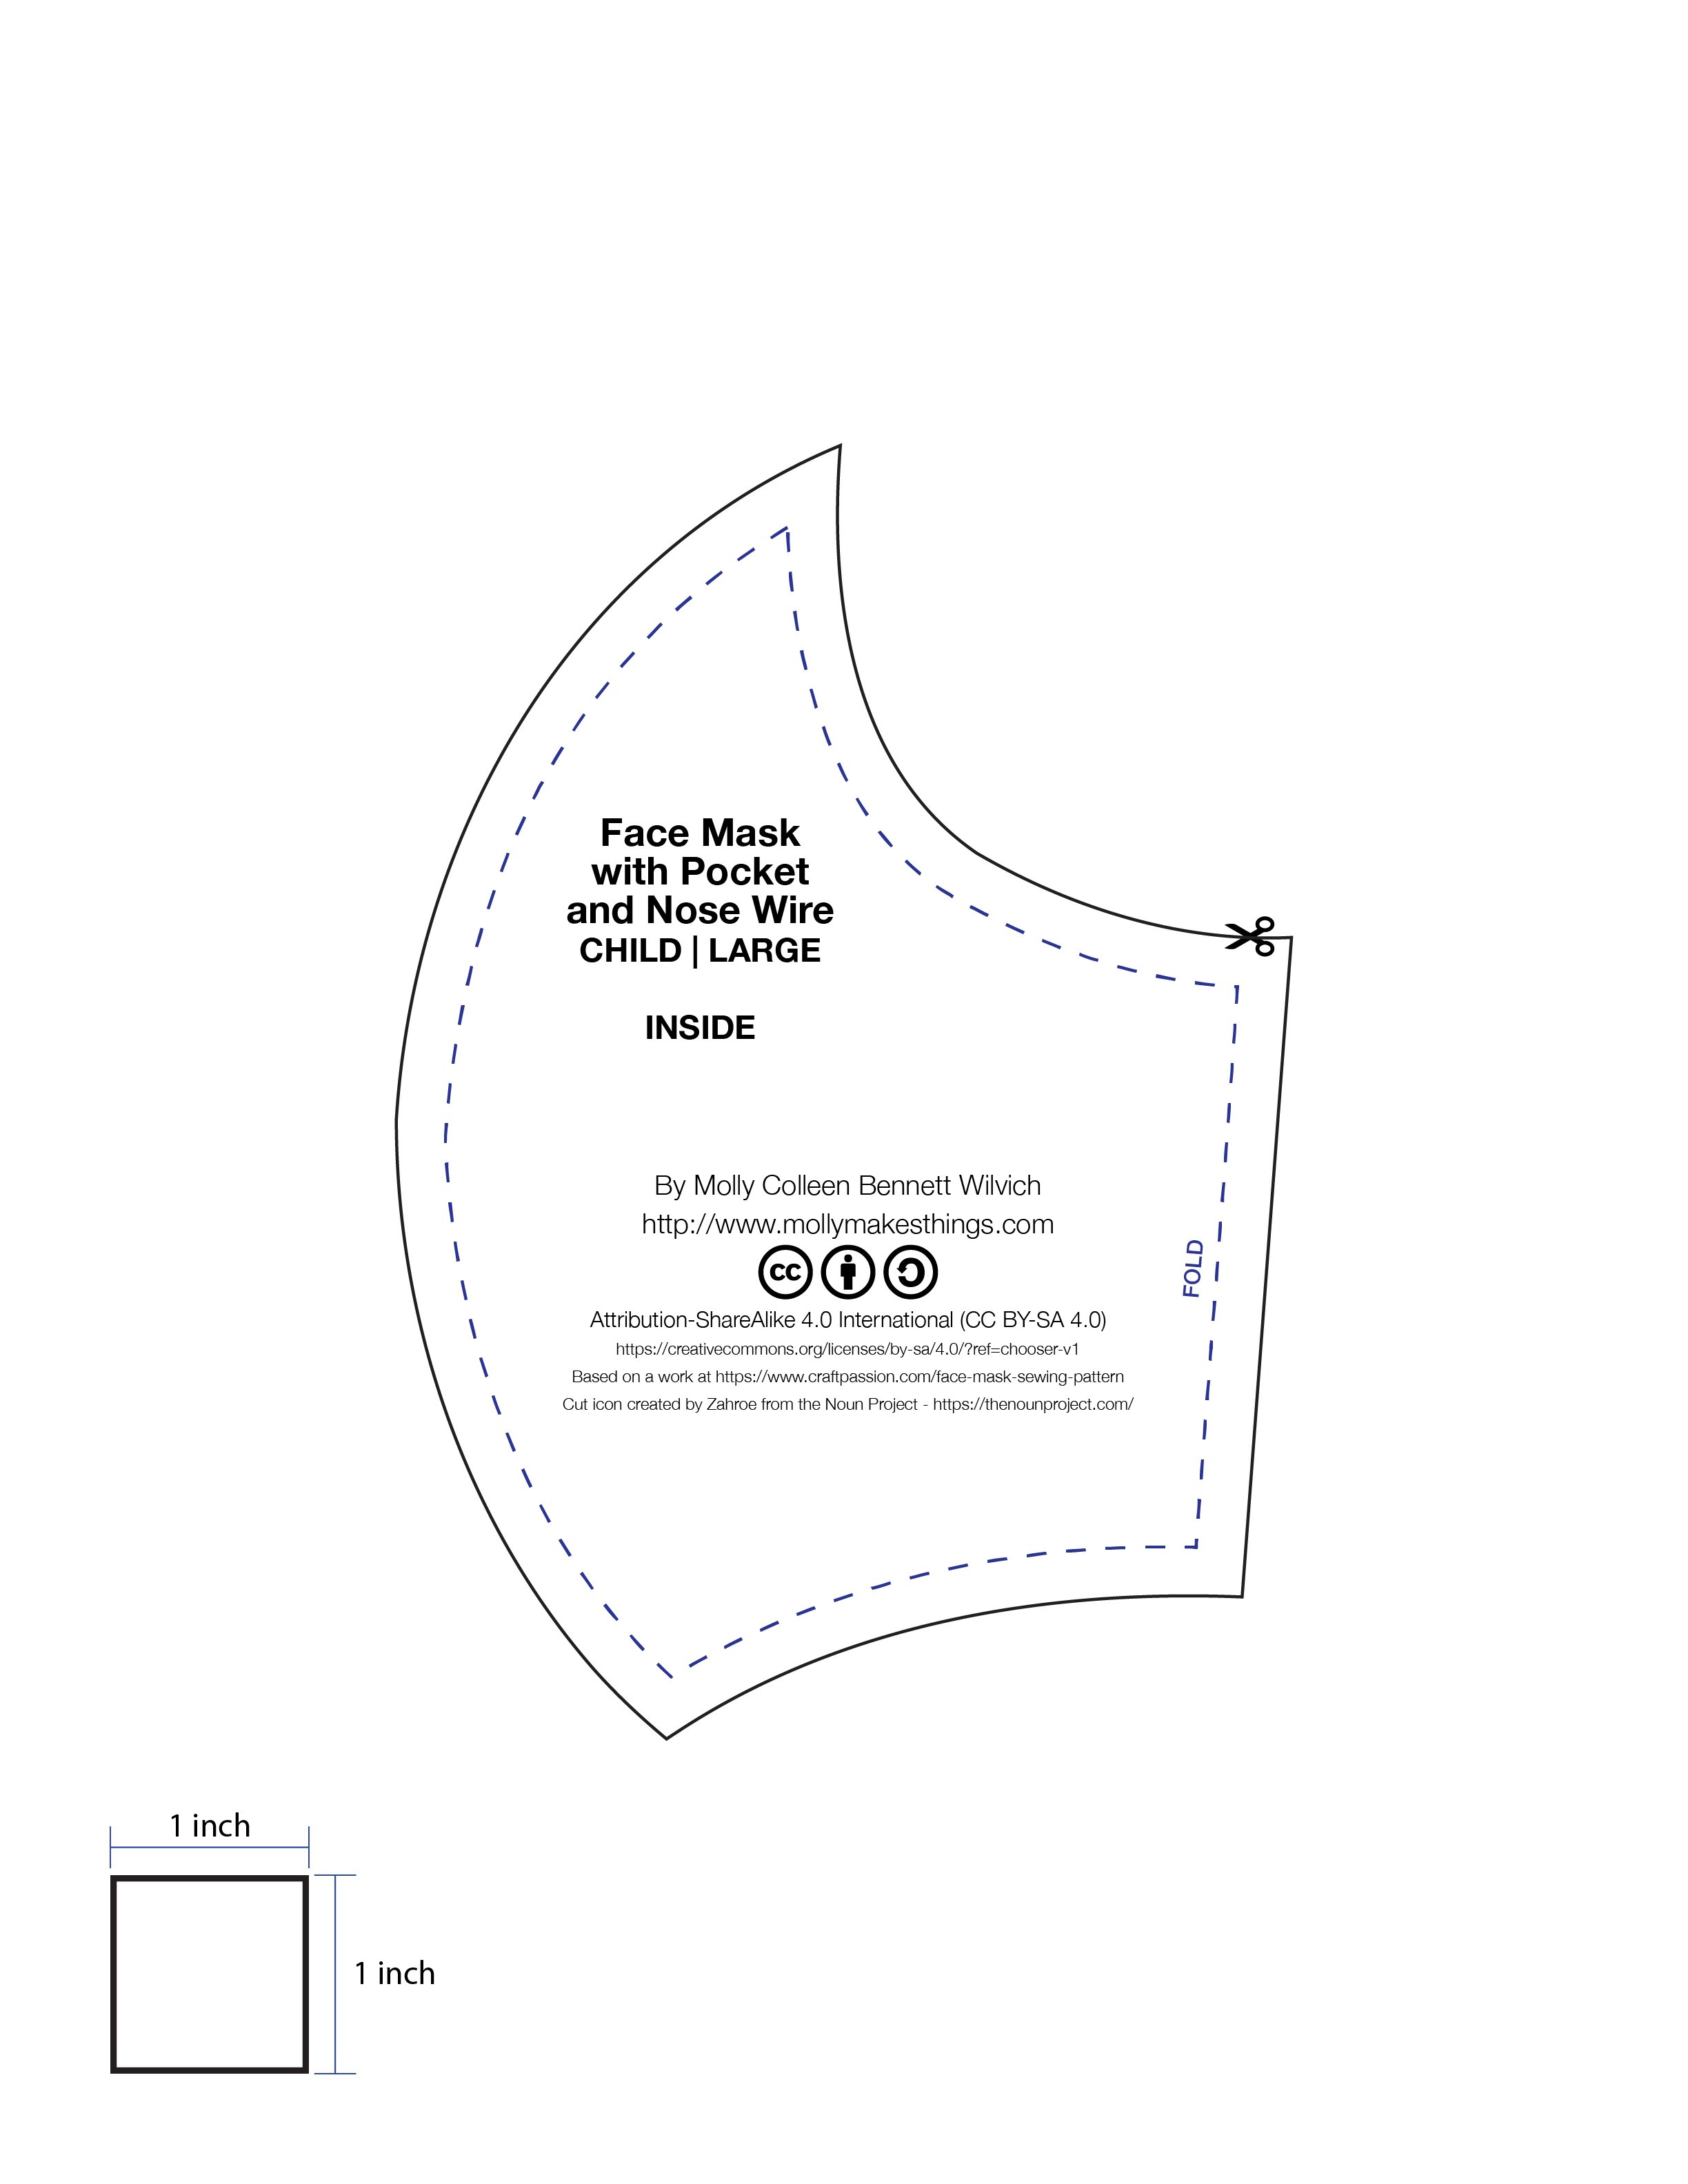 Face Mask
with Pocket
and Nose Wire
CHILD | LARGE
INSIDE
By Molly Colleen Bennett Wilvich
http://www.mollymakesthings.com
cc
Attribution-ShareAlike 4.0 International (CC BY-SA 4.0)
https://creativecommons.org/licenses/by-sa/4.0/?ref=chooser-v1
Based on a work at https://www.craftpassion.com/face-mask-sewing-pattern
Cut icon created by Zahroe from the Noun Project - https://thenounproject.com/
FOLD
1 inch
1 inch